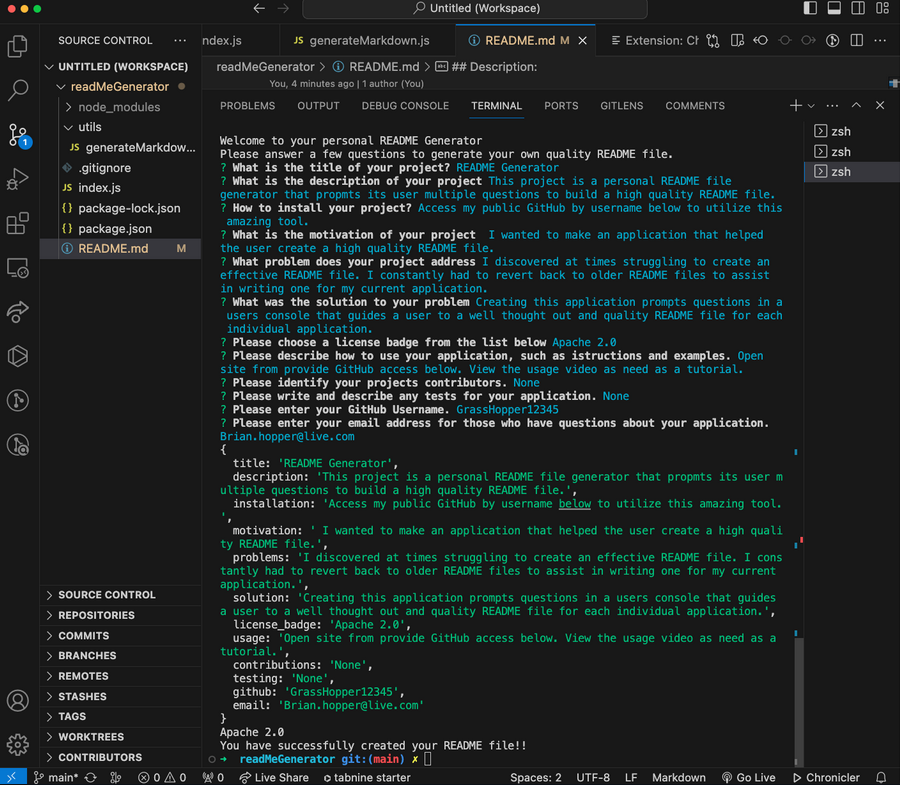 Untitled (Workspace)
SOURCE CONTROL
ndex.js
JS generateMarkdown.js
README.md M
Extension: Ch
UNTITLED (WORKSPACE)
readMeGenerator
node_modules
utils
JS generateMarkdow...
.gitignore
JS index.js
{} package-lock.json
{} package.json
README.md M
1
readMeGenerator > README.md > ## Description:
You, 4 minutes ago | 1 author (You)
PROBLEMS OUTPUT DEBUG CONSOLE TERMINAL PORTS GITLENS COMMENTS
zsh
zsh
zsh
Welcome to your personal README Generator
Please answer a few questions to generate your own quality README file.
? What is the title of your project? README Generator
? What is the description of your project This project is a personal README file
generator that propmts its user multiple questions to build a high quality README file.
? How to install your project? Access my public GitHub by username below to utilize this
amazing tool.
? What is the motivation of your project  I wanted to make an application that helped
the user create a high quality README file.
? What problem does your project address I discovered at times struggling to create an
effective README file. I constantly had to revert back to older README files to assist
in writing one for my current application.
? What was the solution to your problem Creating this application prompts questions in a
users console that guides a user to a well thought out and quality README file for each
individual application.
? Please choose a license badge from the list below Apache 2.0
? Please describe how to use your application, such as istructions and examples. Open
site from provide GitHub access below. View the usage video as need as a tutorial.
? Please identify your projects contributors. None
? Please write and describe any tests for your application. None
? Please enter your GitHub Username. GrassHopper12345
? Please enter your email address for those who have questions about your application.
Brian.hopper@live.com
{
title: 'README Generator',
description: 'This project is a personal README file generator that propmts its user m
ultiple questions to build a high quality README file.',
installation: 'Access my public GitHub by username below to utilize this amazing tool.
',
motivation: ' I wanted to make an application that helped the user create a high quali
ty README file.',
problems: 'I discovered at times struggling to create an effective README file. I cons
tantly had to revert back to older README files to assist in writing one for my current
application.',
solution: 'Creating this application prompts questions in a users console that guides
a user to a well thought out and quality README file for each individual application.',
license_badge: 'Apache 2.0',
usage: 'Open site from provide GitHub access below. View the usage video as need as a
tutorial.',
contributions: 'None',
testing: 'None',
github: 'GrassHopper12345',
email: 'Brian.hopper@live.com'
}
Apache 2.0
You have successfully created your README file!!
➜ readMeGenerator git:(main) ✗
SOURCE CONTROL
REPOSITORIES
COMMITS
BRANCHES
REMOTES
STASHES
TAGS
WORKTREES
CONTRIBUTORS
main* 0 0 0 Live Share tabnine starter Spaces: 2 UTF-8 LF Markdown Go Live Chronicler